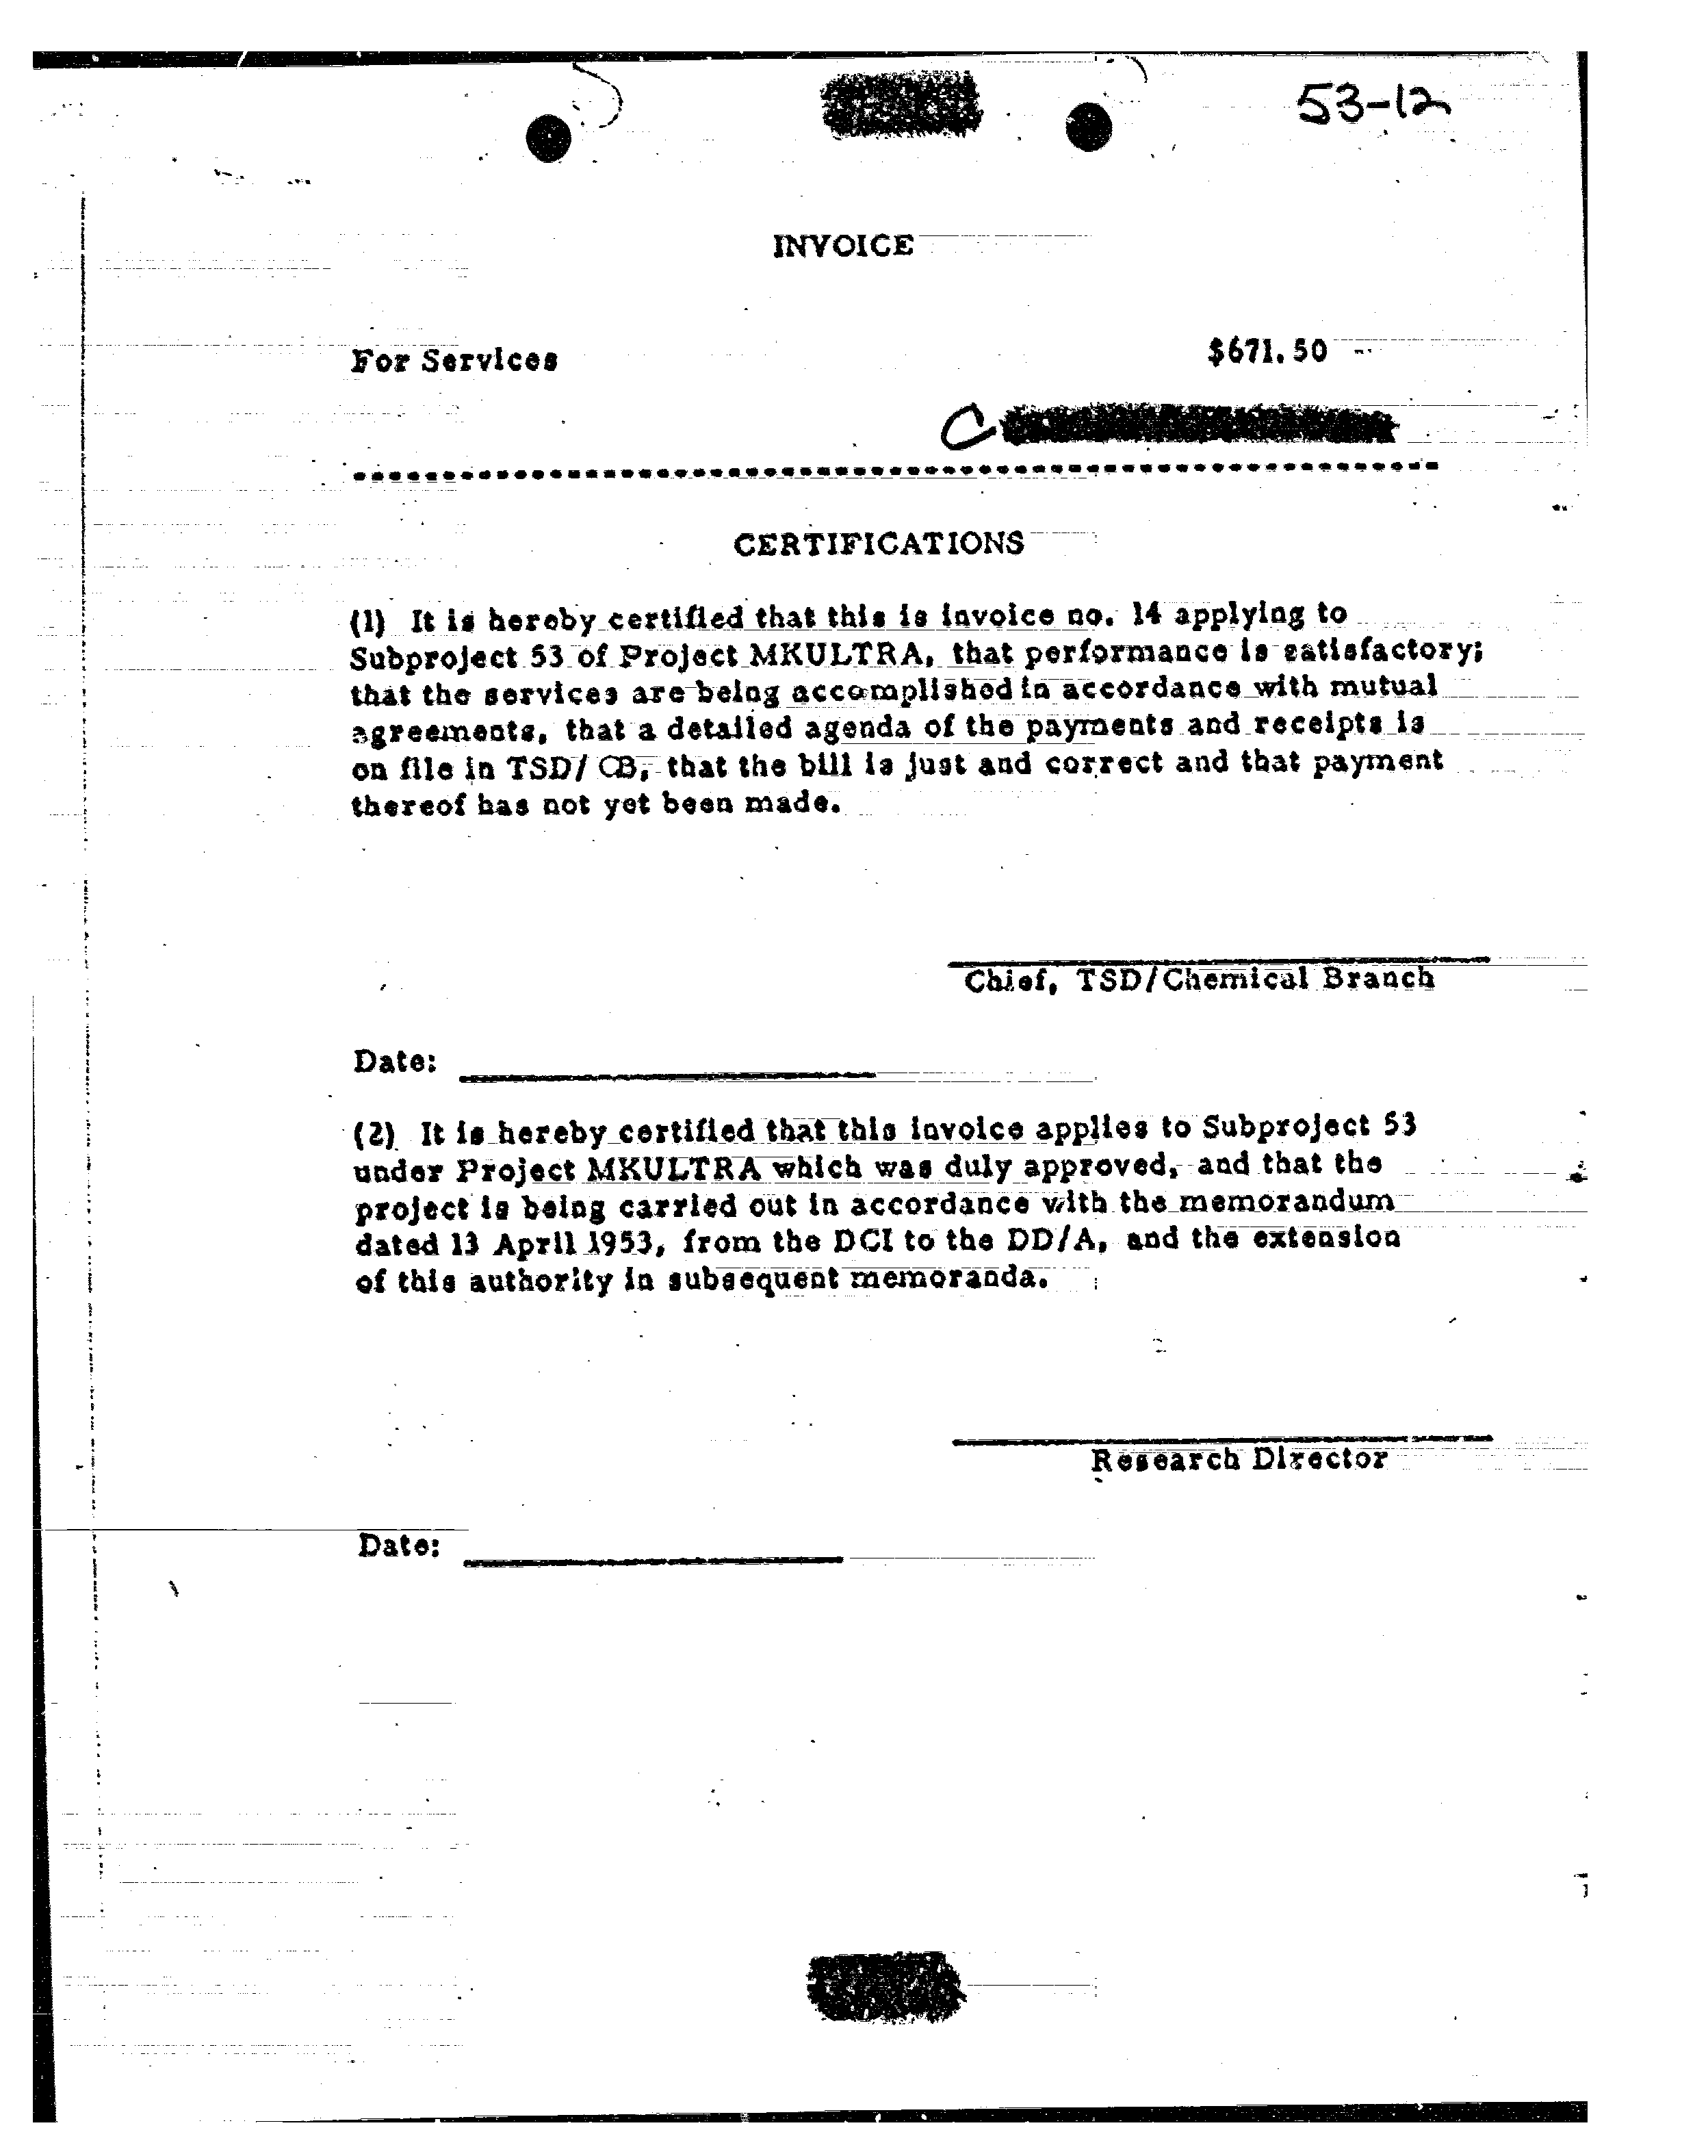 53-12
INVOICE
For Services $671.50
C
CERTIFICATIONS
(1) It is hereby certified that this is invoice no. 14 applying to
Subproject 53 of Project MKULTRA, that performance is satisfactory;
that the services are being accomplished in accordance with mutual
agreements, that a detailed agenda of the payments and receipts is
on file in TSD/ CB, that the bill is just and correct and that payment
thereof has not yet been made.
Chief, TSD/Chemical Branch
Date:
(2) It is hereby certified that this invoice applies to Subproject 53
under Project MKULTRA which was duly approved, and that the
project is being carried out in accordance with the memorandum
dated 13 April 1953, from the DCI to the DD/A, and the extension
of this authority in subsequent memoranda.
Research Director
Date: